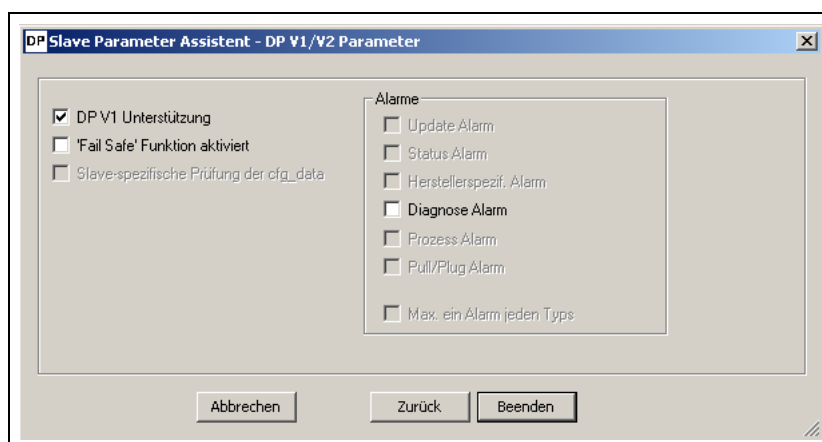 DP Slave Parameter Assistent - DP V1/V2 Parameter
DP V1 Unterstützung
'Fail Safe' Funktion aktiviert
Slave-spezifische Prüfung der cfg_data
Alarme
Update Alarm
Status Alarm
Herstellerspezif. Alarm
Diagnose Alarm
Prozess Alarm
Pull/Plug Alarm
Max. ein Alarm jeden Typs
Abbrechen
Zurück
Beenden